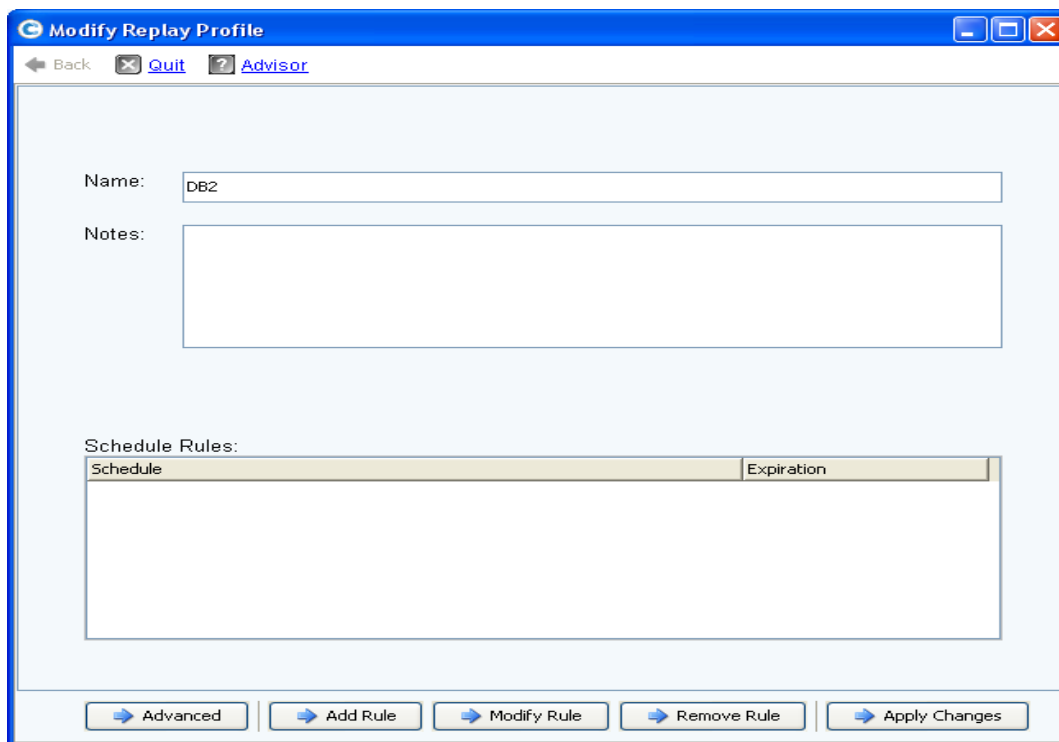 Modify Replay Profile
Back Quit Advisor
Name: DB2
Notes:
Schedule Rules:
Schedule Expiration
Advanced Add Rule Modify Rule Remove Rule Apply Changes